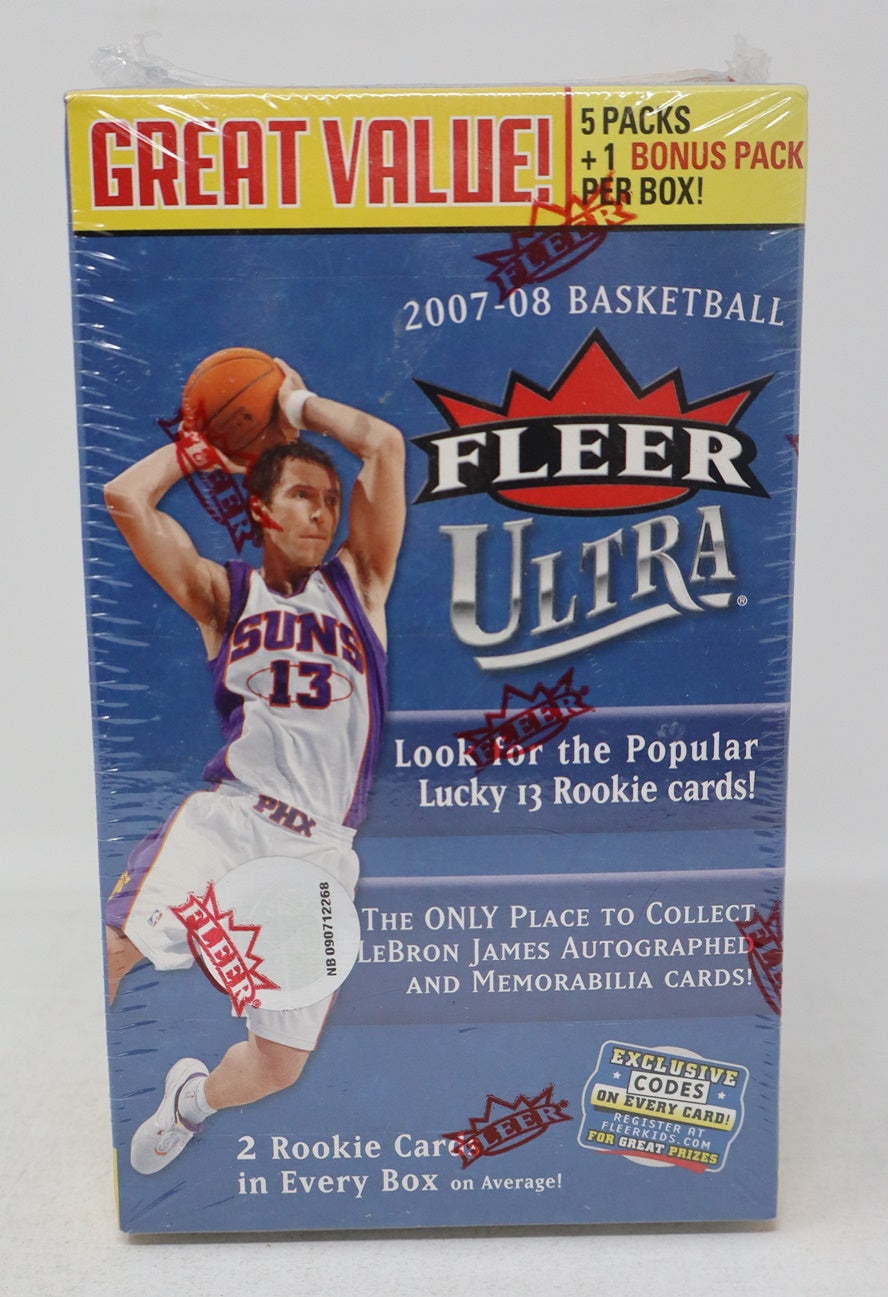 GREAT VALUE!
5 PACKS
+1 BONUS PACK
PER BOX!
FLEER
2007-08 BASKETBALL
FLEER
ULTRA®
FLEER
SUNS
13
PHX
FLEER
Look for the Popular
Lucky 13 Rookie cards!
THE ONLY PLACE TO COLLECT
LEBRON JAMES AUTOGRAPHED
AND MEMORABILIA CARDS!
FLEER®
NB 090712268
FLEER
EXCLUSIVE
CODES
ON EVERY CARD!
REGISTER AT
FLEERKIDS.COM
FOR GREAT PRIZES
FLEER
2 Rookie Cards
in Every Box on Average!